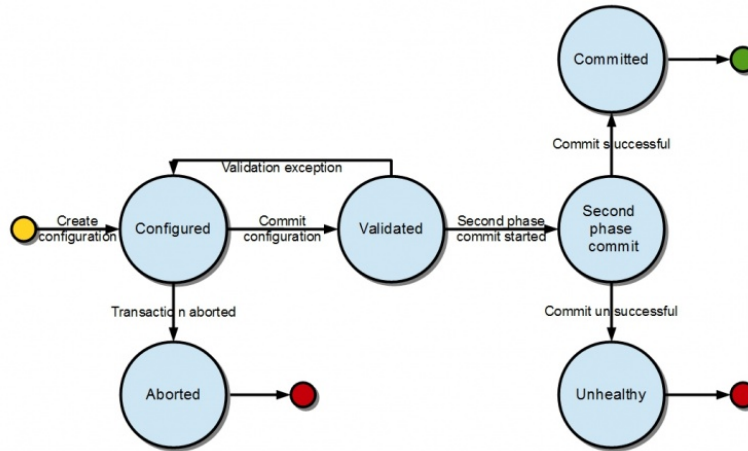 Committed
Commit successful
Validation exception
Create
configuration
Configured
Commit
configuration
Validated
Second phase
commit started
Second
phase
commit
Transaction aborted
Commit unsuccessful
Aborted
Unhealthy